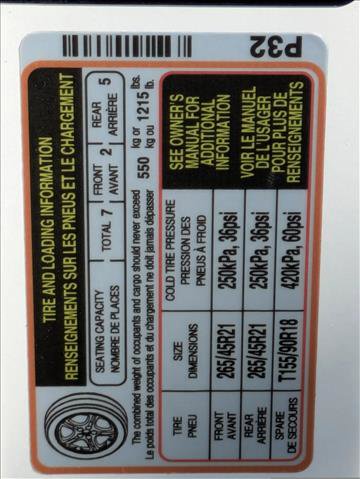 P32
TIRE AND LOADING INFORMATION
RENSEIGNEMENTS SUR LES PNEUS ET LE CHARGEMENT
SEATING CAPACITY
NOMBRE DE PLACES
TOTAL 7
FRONT
AVANT
2
REAR
ARRIÈRE
5
The combined weight of occupants and cargo should never exceed
Le poids total des occupants et du chargement ne doit jamais dépasser
550 kg or
kg ou
1215 lbs.
lb.
TIRE
PNEU
SIZE
DIMENSIONS
COLD TIRE PRESSURE
PRESSION DES
PNEUS À FROID
FRONT
AVANT
265/45R21
250kPa, 36psi
REAR
ARRIÈRE
265/45R21
250kPa, 36psi
SPARE
DE SECOURS
T155/90R18
420kPa, 60psi
SEE OWNER'S
MANUAL FOR
ADDITIONAL
INFORMATION
VOIR LE MANUEL
DE L'USAGER
POUR PLUS DE
RENSEIGNEMENTS